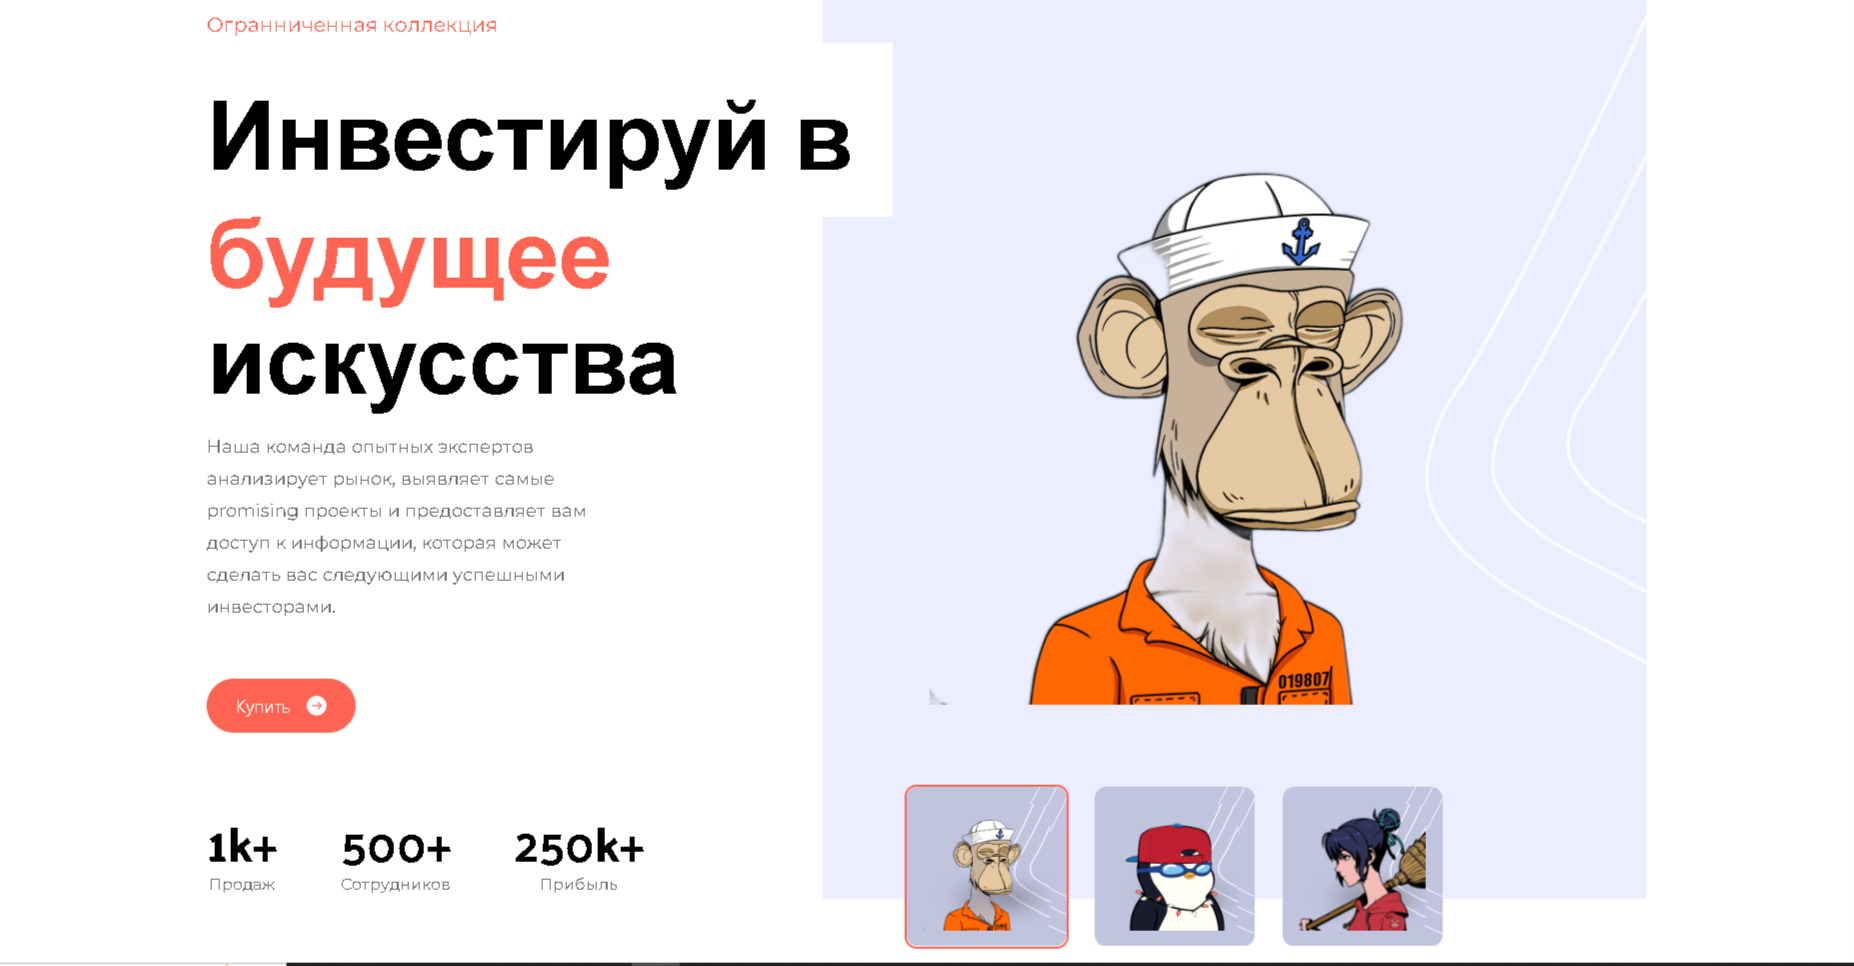 Огранниченная коллекция
Инвестируй в
будущее
искусства
Наша команда опытных экспертов
анализирует рынок, выявляет самые
promising проекты и предоставляет вам
доступ к информации, которая может
сделать вас следующими успешными
инвесторами.
Купить
1k+ 500+ 250k+
Продаж Сотрудников Прибыль
019807